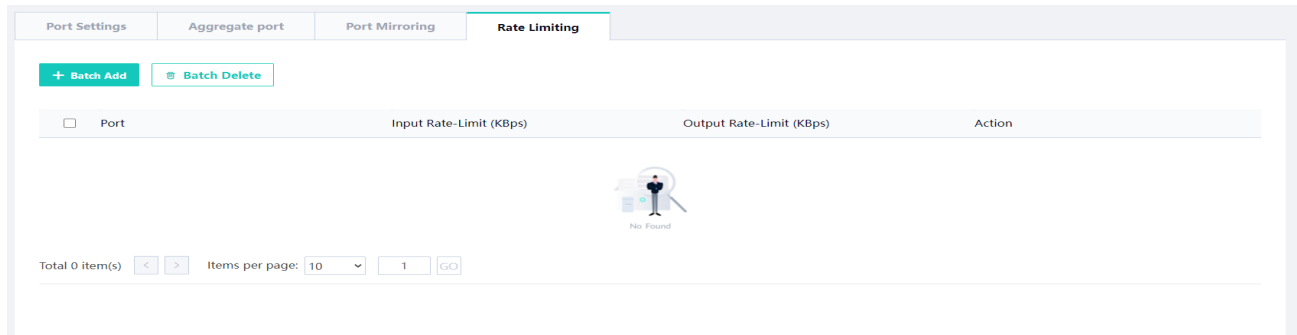 Port Settings Aggregate port Port Mirroring Rate Limiting
+ Batch Add Batch Delete
Port Input Rate-Limit (KBps) Output Rate-Limit (KBps) Action
No Found
Total 0 item(s) < > Items per page: 10 1 GO